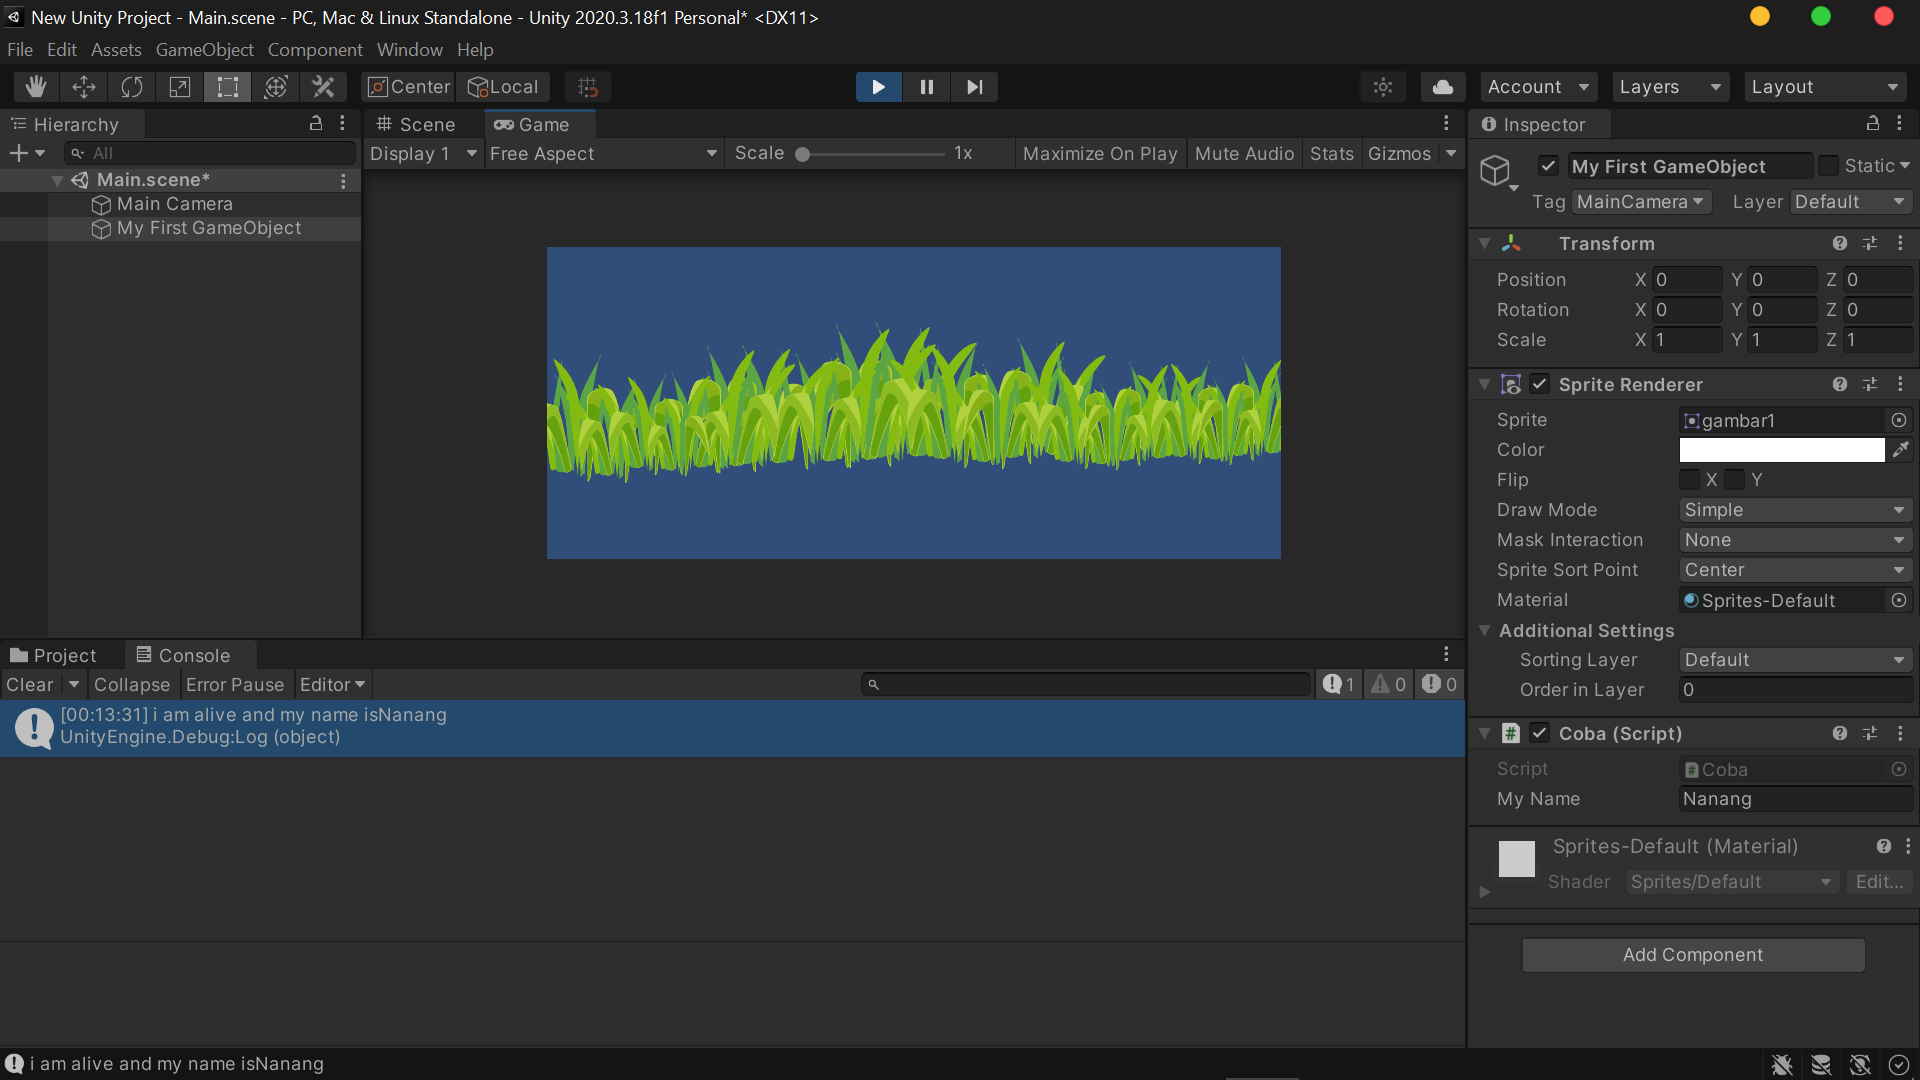 New Unity Project - Main.scene - PC, Mac & Linux Standalone - Unity 2020.3.18f1 Personal* <DX11>
File Edit Assets GameObject Component Window Help
Center Local Account Layers Layout
Hierarchy
All
Main.scene*
Main Camera
My First GameObject
Scene Game
Display 1 Free Aspect Scale 1x Maximize On Play Mute Audio Stats Gizmos
Project Console
Clear Collapse Error Pause Editor 1 0 0
[00:13:31] i am alive and my name isNanang
UnityEngine.Debug:Log (object)
Inspector
My First GameObject Static
Tag MainCamera Layer Default
Transform
Position X 0 Y 0 Z 0
Rotation X 0 Y 0 Z 0
Scale X 1 Y 1 Z 1
Sprite Renderer
Sprite gambar1
Color
Flip X Y
Draw Mode Simple
Mask Interaction None
Sprite Sort Point Center
Material Sprites-Default
Additional Settings
Sorting Layer Default
Order in Layer 0
# Coba (Script)
Script # Coba
My Name Nanang
Sprites-Default (Material)
Shader Sprites/Default Edit...
Add Component
i am alive and my name isNanang